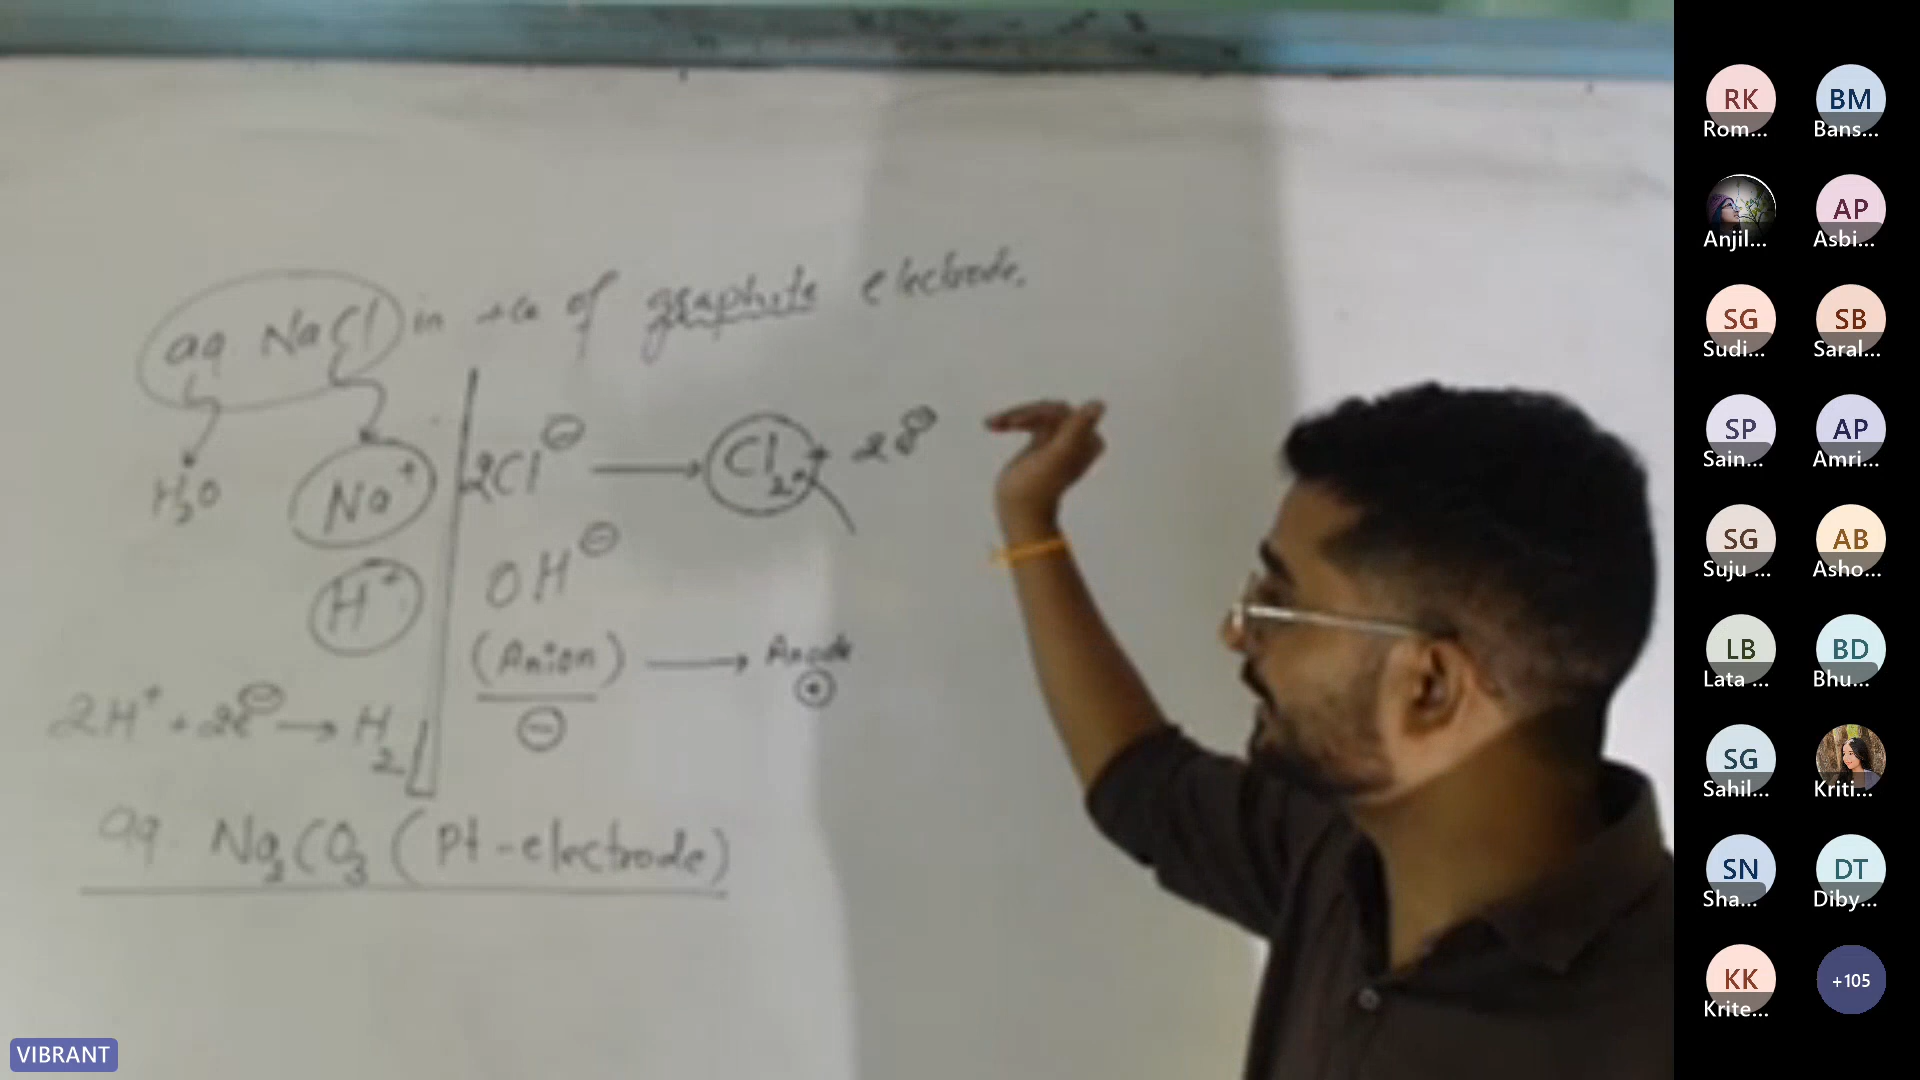 aq NaCl in +ce of graphite electrode.
H2O
Na+
H+
2Cl⊖ → Cl2 + 2e⊖
OH⊖
(Anion) → Anode
⊖
⊕
2H+ + 2e⊖ → H2
aq. Na2CO3 (Pt-electrode)
RK
Rom...
BM
Bans...
Anjil...
AP
Asbi...
SG
Sudi...
SB
Saral...
SP
Sain...
AP
Amri...
SG
Suju ...
AB
Asho...
LB
Lata ...
BD
Bhu...
SG
Sahil...
Kriti...
SN
Sha...
DT
Diby...
KK
Krite...
+105
VIBRANT